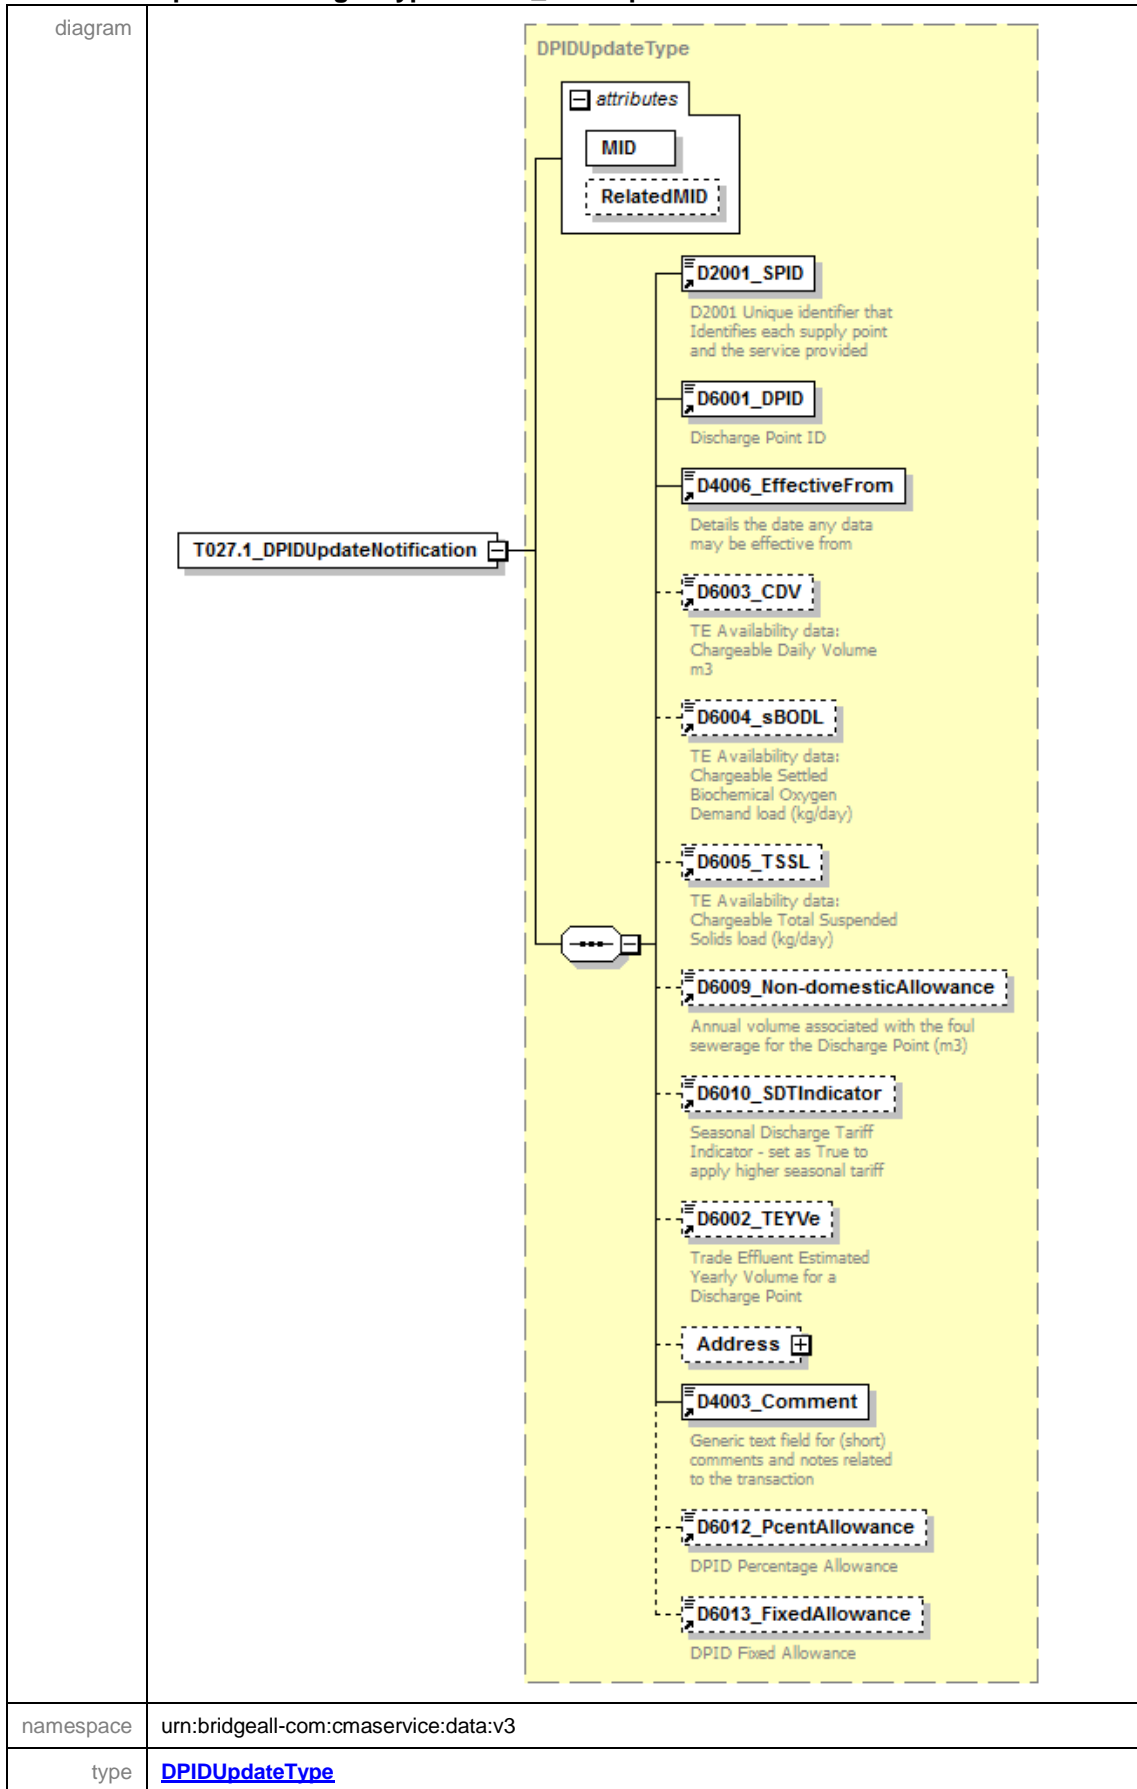 diagram
DPIDUpdateType
attributes
MID
RelatedMID
D2001_SPID
D2001 Unique identifier that
Identifies each supply point
and the service provided
D6001_DPID
Discharge Point ID
D4006_EffectiveFrom
Details the date any data
may be effective from
T027.1_DPIDUpdateNotification
D6003_CDV
TE Availability data:
Chargeable Daily Volume
m3
D6004_sBODL
TE Availability data:
Chargeable Settled
Biochemical Oxygen
Demand load (kg/day)
D6005_TSSL
TE Availability data:
Chargeable Total Suspended
Solids load (kg/day)
D6009_Non-domesticAllowance
Annual volume associated with the foul
sewerage for the Discharge Point (m3)
D6010_SDTIndicator
Seasonal Discharge Tariff
Indicator - set as True to
apply higher seasonal tariff
D6002_TEYVe
Trade Effluent Estimated
Yearly Volume for a
Discharge Point
Address
D4003_Comment
Generic text field for (short)
comments and notes related
to the transaction
D6012_PcentAllowance
DPID Percentage Allowance
D6013_FixedAllowance
DPID Fixed Allowance
namespace urn:bridgeall-com:cmaservice:data:v3
type DPIDUpdateType